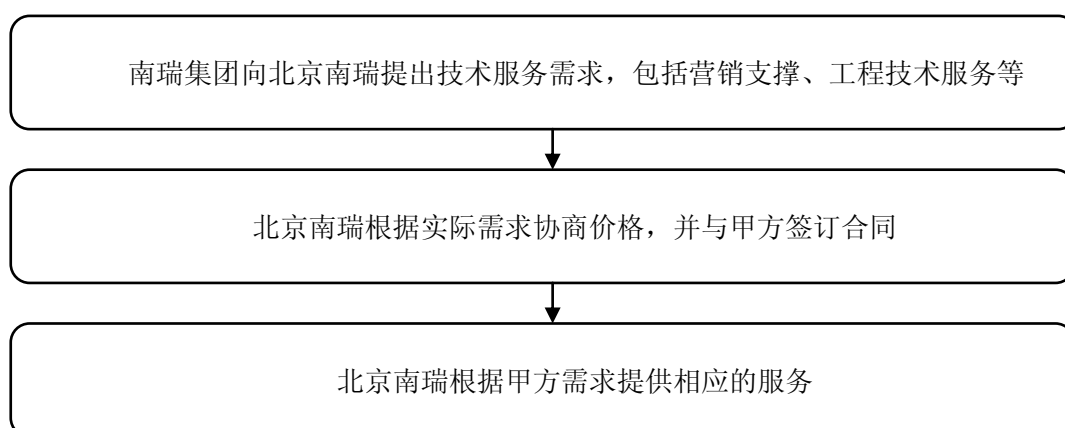 南瑞集团向北京南瑞提出技术服务需求，包括营销支撑、工程技术服务等
北京南瑞根据实际需求协商价格，并与甲方签订合同
北京南瑞根据甲方需求提供相应的服务